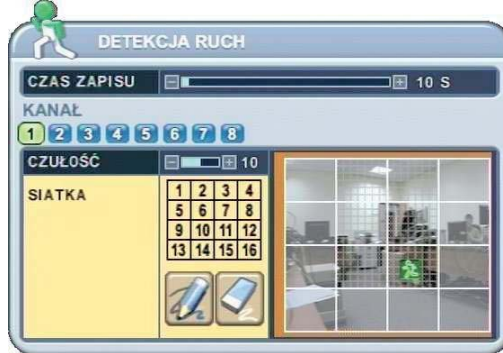 DETEKCJA RUCH
CZAS ZAPISU 10 S
KANAŁ
1 2 3 4 5 6 7 8
CZUŁOŚĆ 10
SIATKA
1 2 3 4
5 6 7 8
9 10 11 12
13 14 15 16